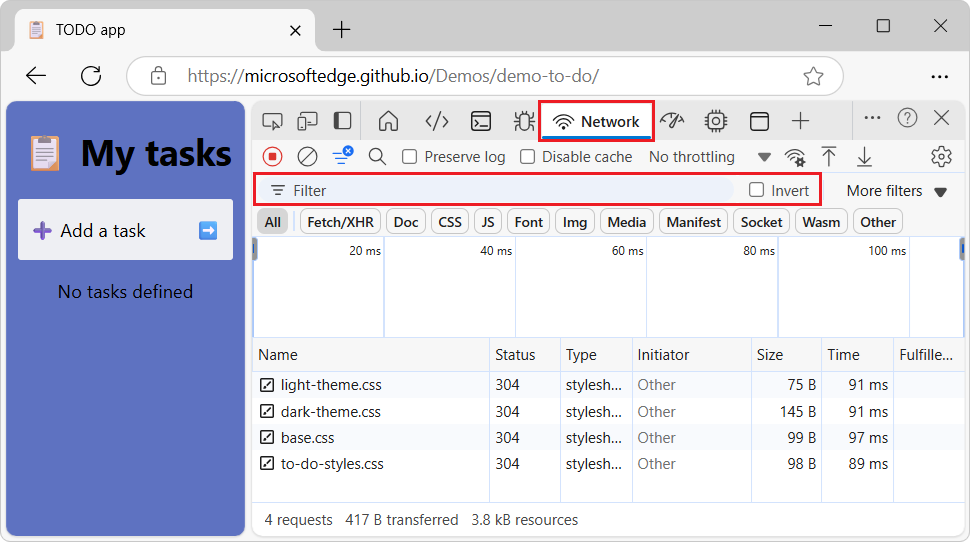 TODO app
https://microsoftedge.github.io/Demos/demo-to-do/
My tasks
Add a task
No tasks defined
Network
Preserve log Disable cache No throttling
Filter Invert More filters
All Fetch/XHR Doc CSS JS Font Img Media Manifest Socket Wasm Other
20 ms 40 ms 60 ms 80 ms 100 ms
Name Status Type Initiator Size Time Fulfille...
light-theme.css 304 stylesh... Other 75 B 91 ms
dark-theme.css 304 stylesh... Other 145 B 91 ms
base.css 304 stylesh... Other 99 B 97 ms
to-do-styles.css 304 stylesh... Other 98 B 89 ms
4 requests 417 B transferred 3.8 kB resources